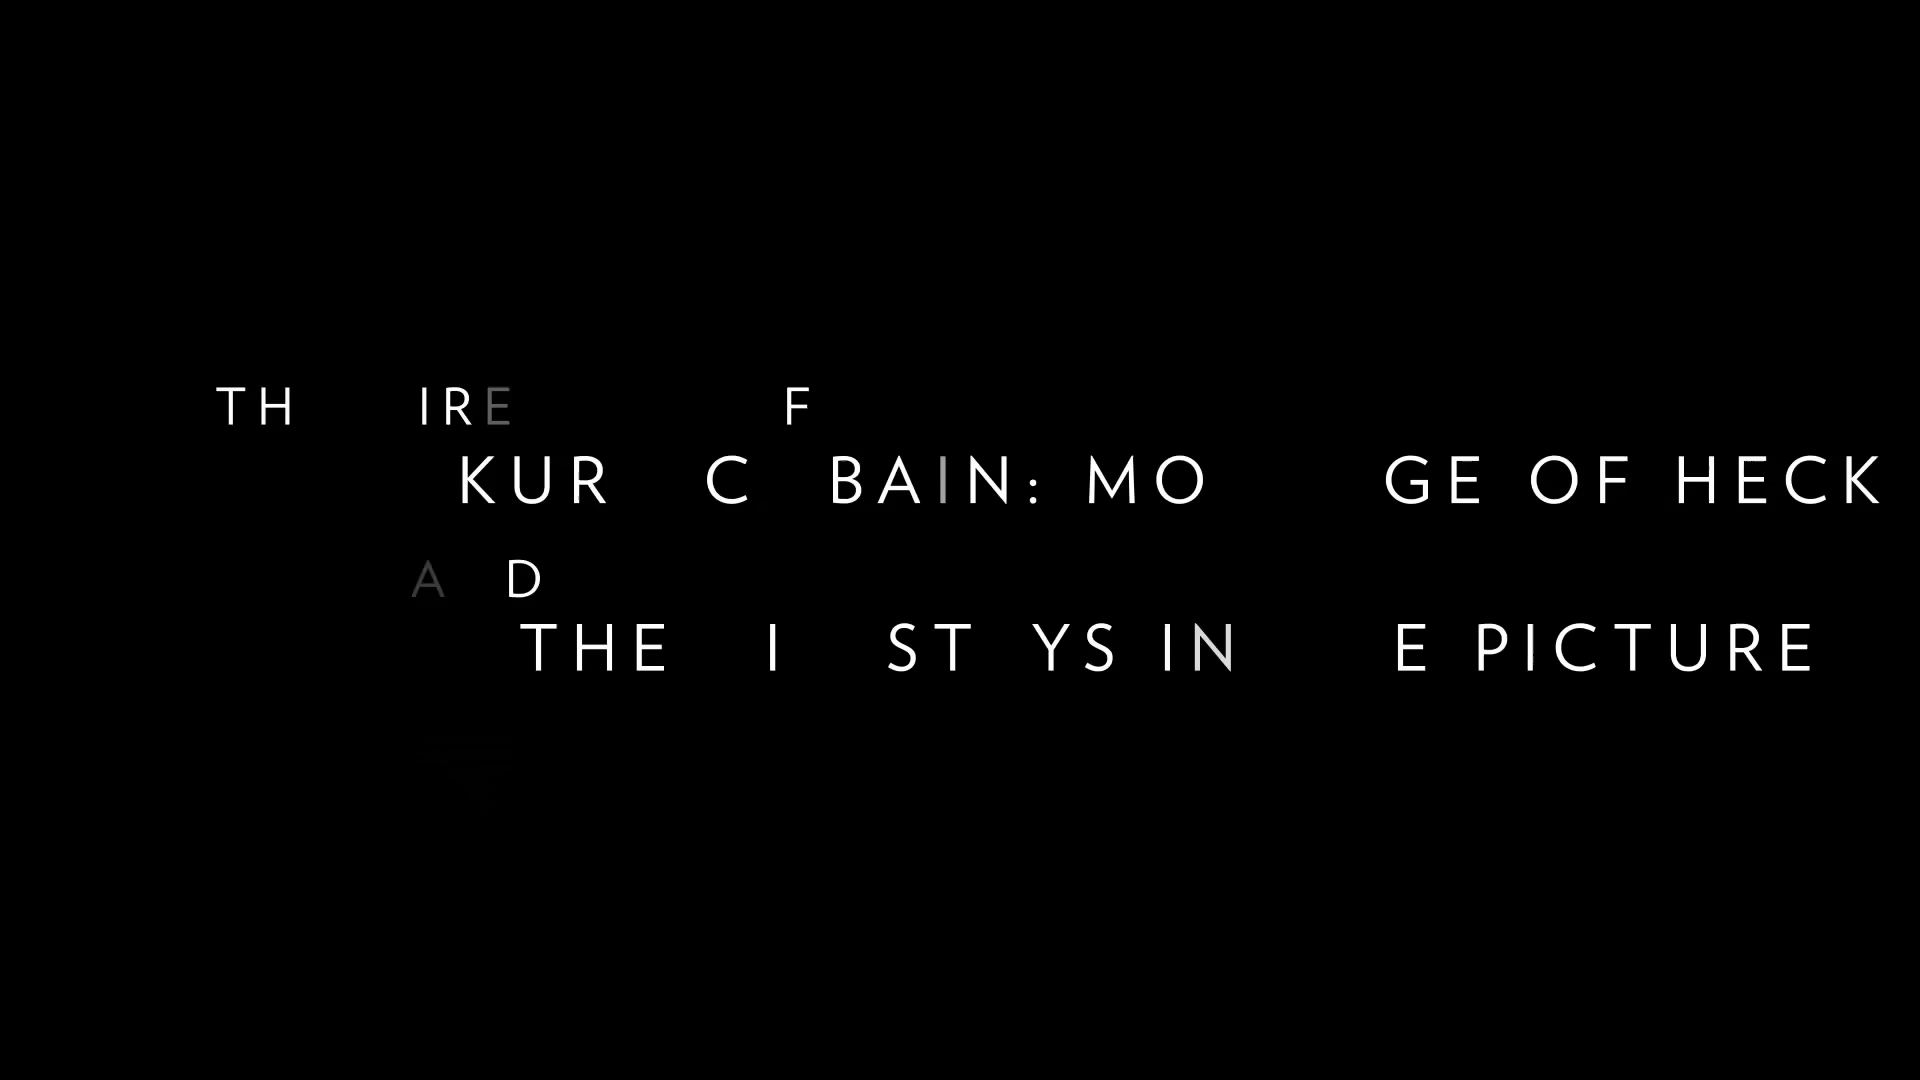 TH IRE F
KUR C BAIN: MO GE OF HECK
A D
THE I ST YS IN E PICTURE